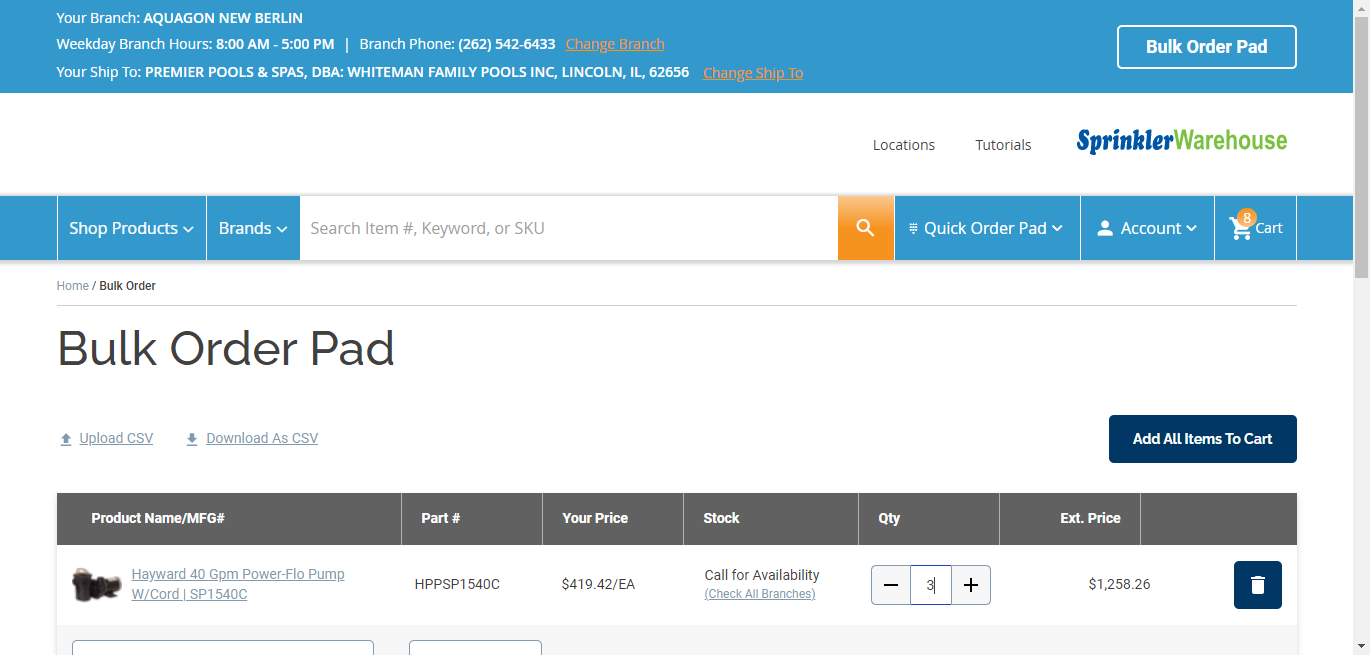 Your Branch: AQUAGON NEW BERLIN
Weekday Branch Hours: 8:00 AM - 5:00 PM | Branch Phone: (262) 542-6433 Change Branch
Your Ship To: PREMIER POOLS & SPAS, DBA: WHITEMAN FAMILY POOLS INC, LINCOLN, IL, 62656 Change Ship To
Bulk Order Pad
Locations Tutorials SprinklerWarehouse
Shop Products Brands Search Item #, Keyword, or SKU Quick Order Pad Account 8 Cart
Home / Bulk Order
Bulk Order Pad
Upload CSV Download As CSV Add All Items To Cart
Product Name/MFG# Part # Your Price Stock Qty Ext. Price
Hayward 40 Gpm Power-Flo Pump
W/Cord | SP1540C
HPPSP1540C $419.42/EA
Call for Availability
(Check All Branches)
3 $1,258.26